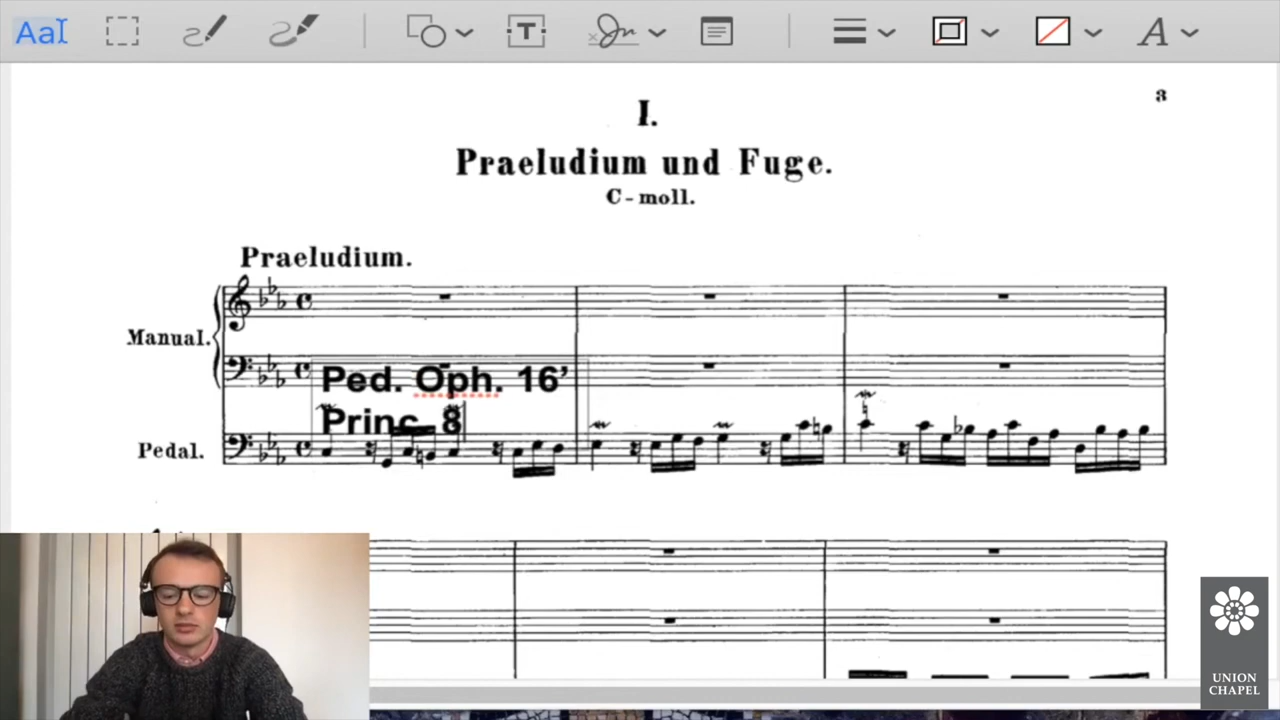 AaI
T
A
3
I.
Praeludium und Fuge.
C-moll.
Praeludium.
Manual.
Ped. Oph. 16’
Princ. 8
Pedal.
UNION
CHAPEL